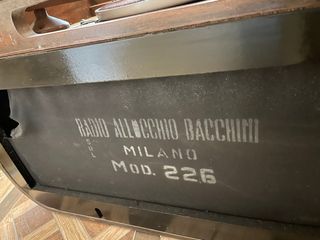 RADIO ALLOCCHIO BACCHINI
MILANO
MOD. 226